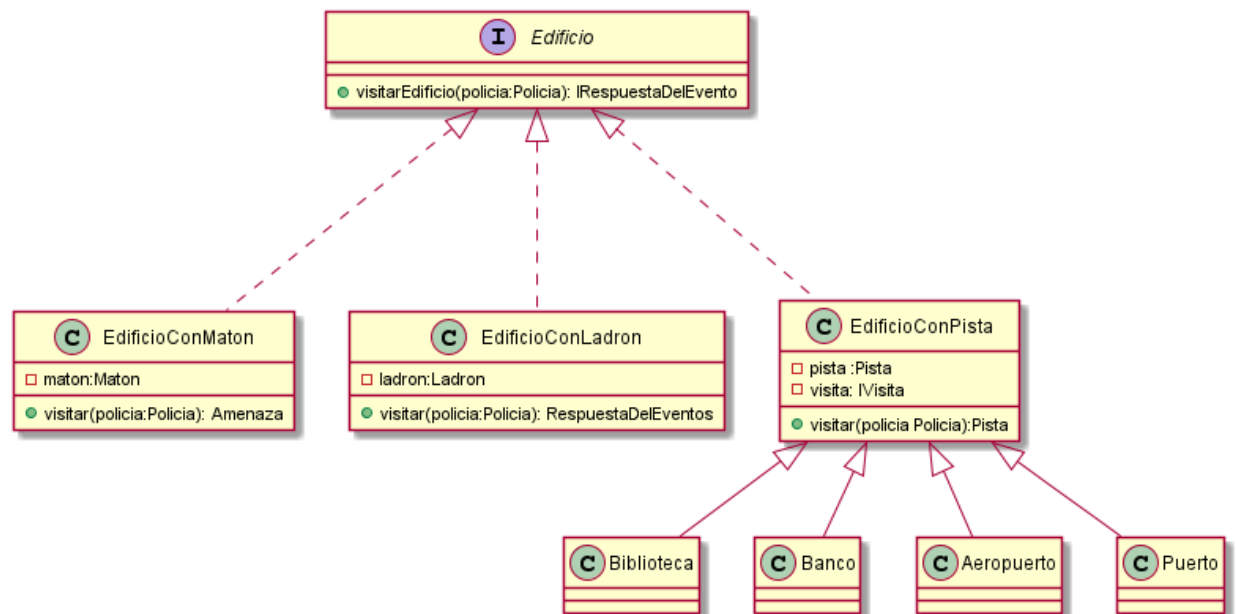 I Edificio
visitarEdificio(policia:Policia): IRespuestaDelEvento
C EdificioConMaton
maton:Maton
visitar(policia:Policia): Amenaza
C EdificioConLadron
ladron:Ladron
visitar(policia:Policia): RespuestaDelEventos
C EdificioConPista
pista :Pista
visita: IVisita
visitar(policia Policia):Pista
C Biblioteca
C Banco
C Aeropuerto
C Puerto